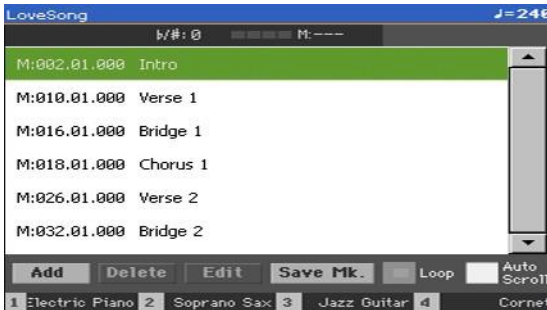 LoveSong ♩=240
b/#: 0 M:---
M:002.01.000 Intro
M:010.01.000 Verse 1
M:016.01.000 Bridge 1
M:018.01.000 Chorus 1
M:026.01.000 Verse 2
M:032.01.000 Bridge 2
Add Delete Edit Save Mk. Loop Auto Scroll
1 Electric Piano 2 Soprano Sax 3 Jazz Guitar 4 Cornet